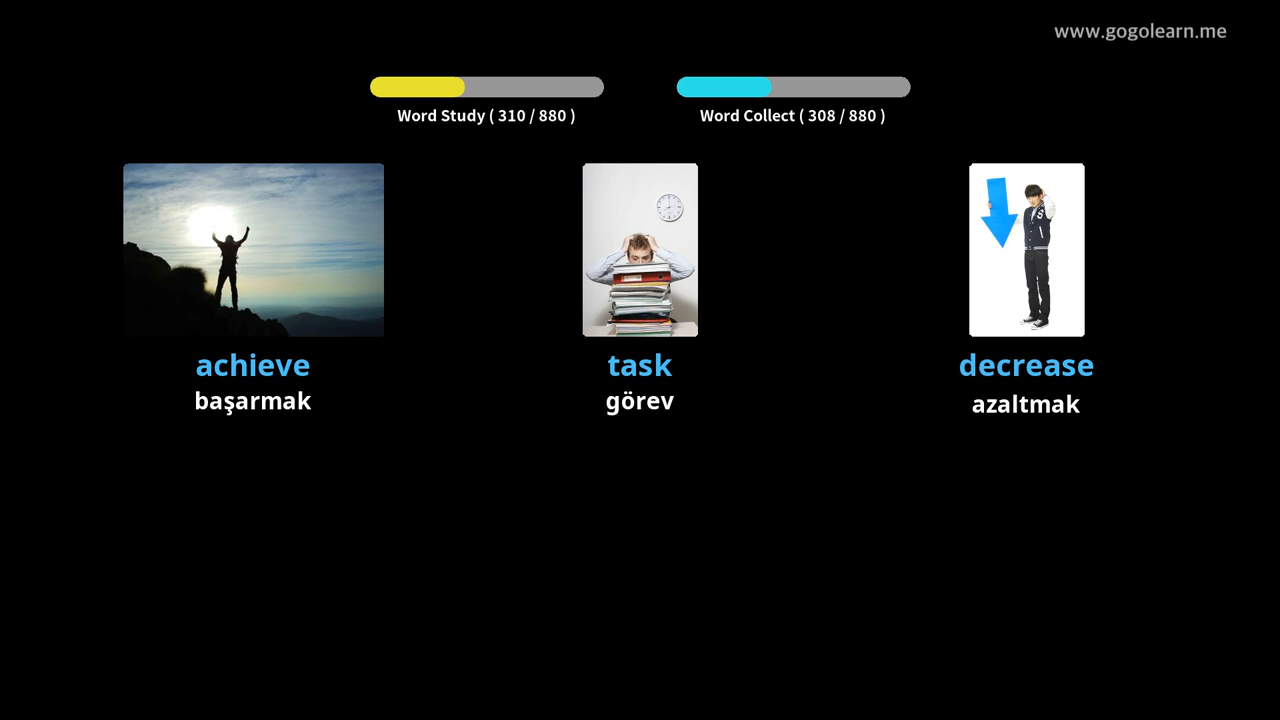 www.gogolearn.me
Word Study ( 310 / 880 )
Word Collect ( 308 / 880 )
achieve
başarmak
task
görev
decrease
azaltmak